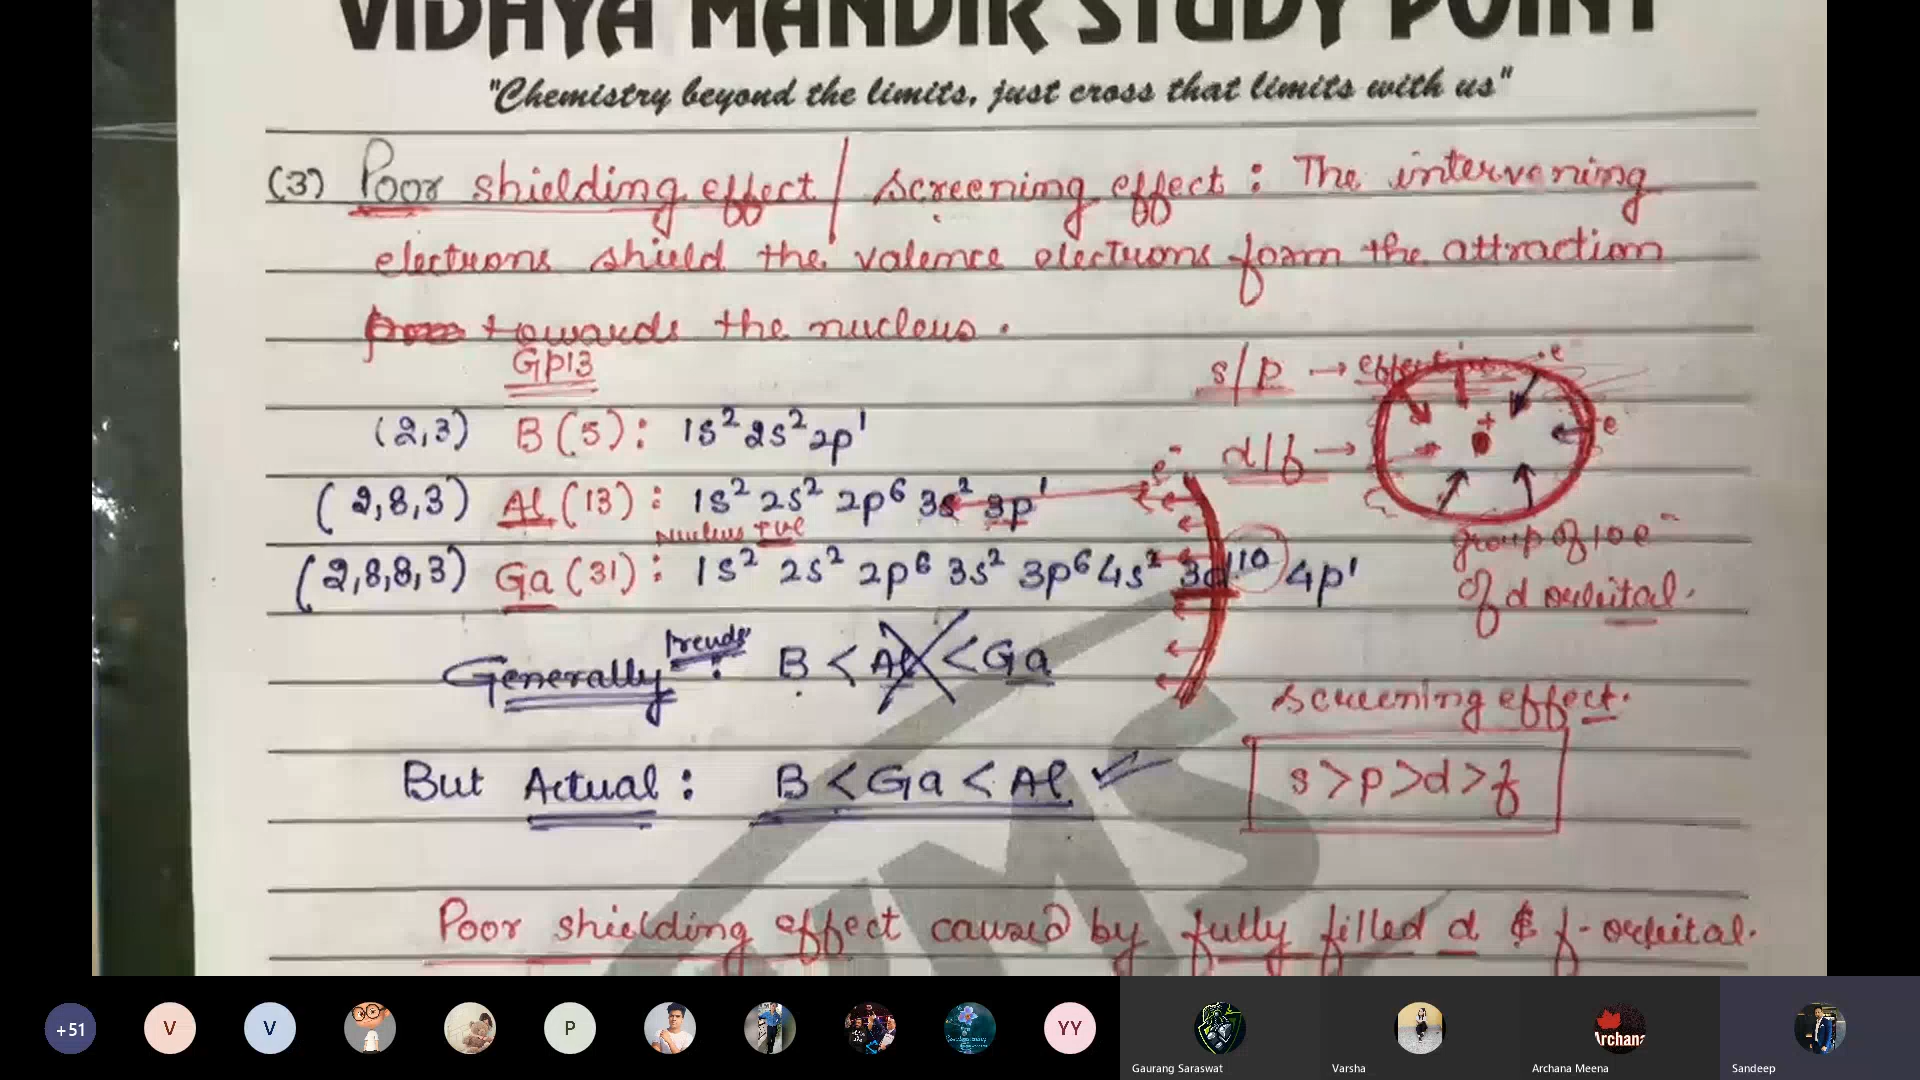 VIDHYA MANDIR STUDY POINT
"Chemistry beyond the limits, just cross that limits with us"
(3) Poor shielding effect / screening effect : The intervening
electrons shield the valence electrons form the attraction
towards the nucleus.
Gp13
s/p → effective
e⁻
(2,3) B(5): 1s² 2s² 2p¹
e⁻ d/f →
e
(2,8,3) Al(13): 1s² 2s² 2p⁶ 3s² 3p¹
Nucleus +ve
group of 10 e⁻
of d orbital.
(2,8,8,3) Ga(31): 1s² 2s² 2p⁶ 3s² 3p⁶ 4s² 3d¹⁰ 4p¹
Generally trends : B < Al < Ga
screening effect.
But Actual : B < Ga < Al ✓
s > p > d > f
Poor shielding effect caused by fully filled d & f-orbital.
VMS
+51
V
V
P
YY
Gaurang Saraswat
Varsha
Archana
Archana Meena
Sandeep